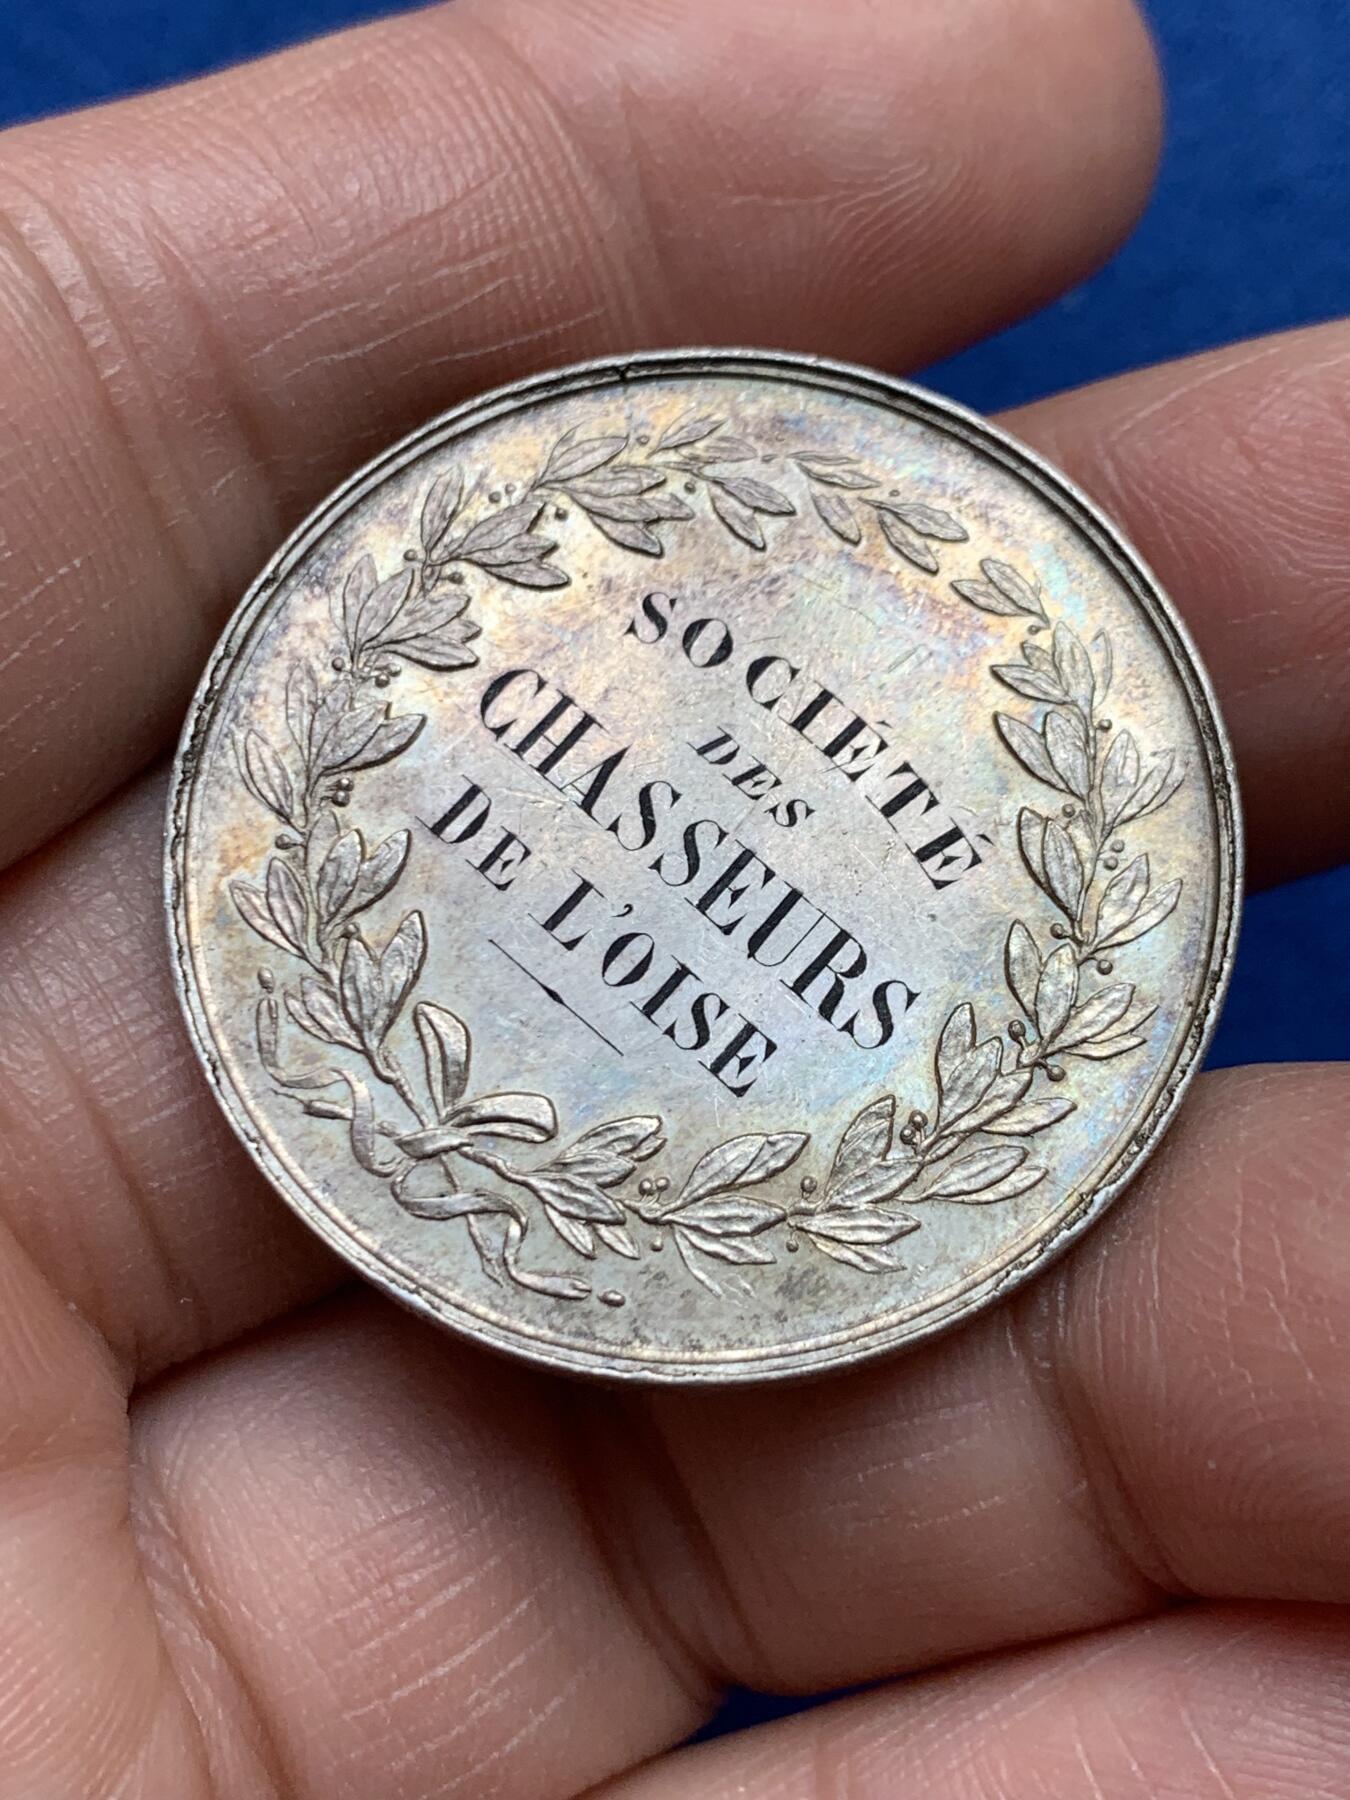 SOCIÉTÉ
DES
CHASSEURS
DE L'OISE